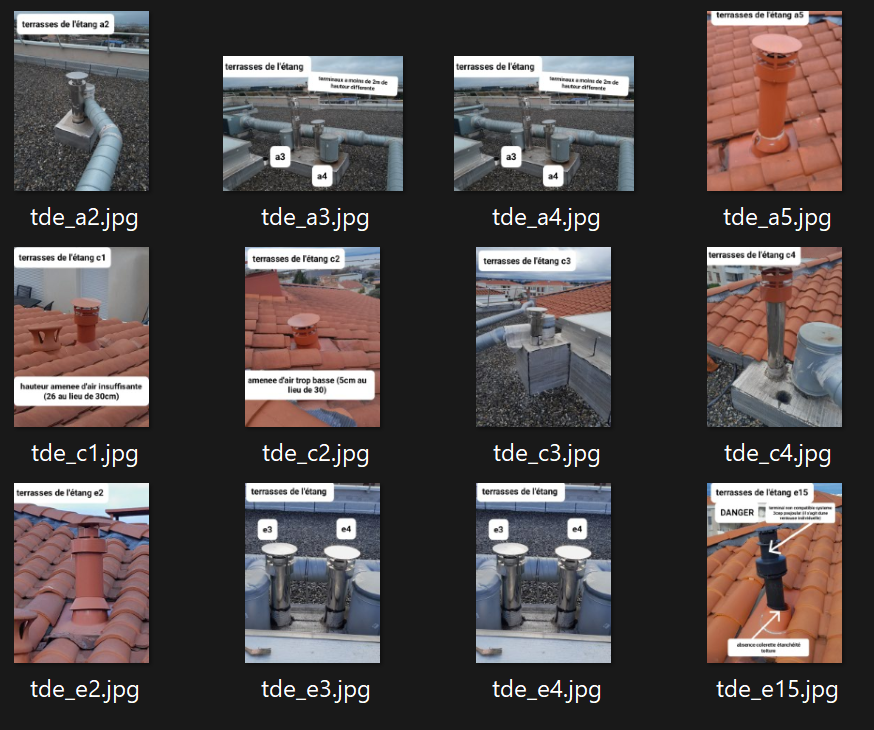 terrasses de l'étang a2
tde_a2.jpg
terrasses de l'étang
terminaux a moins de 2m de
hauteur differente
a3
a4
tde_a3.jpg
terrasses de l'étang
terminaux a moins de 2m de
hauteur differente
a3
a4
tde_a4.jpg
terrasses de l'étang a5
tde_a5.jpg
terrasses de l'étang c1
hauteur amenee d'air insuffisante
(26 au lieu de 30cm)
tde_c1.jpg
terrasses de l'étang c2
amenee d'air trop basse (5cm au
lieu de 30)
tde_c2.jpg
terrasses de l'étang c3
tde_c3.jpg
terrasses de l'étang c4
tde_c4.jpg
terrasses de l'étang e2
tde_e2.jpg
terrasses de l'étang
e3
e4
tde_e3.jpg
terrasses de l'étang
e3
e4
tde_e4.jpg
terrasses de l'étang e15
DANGER
terminal non compatible systeme
absence colerette étanchéité
toiture
tde_e15.jpg